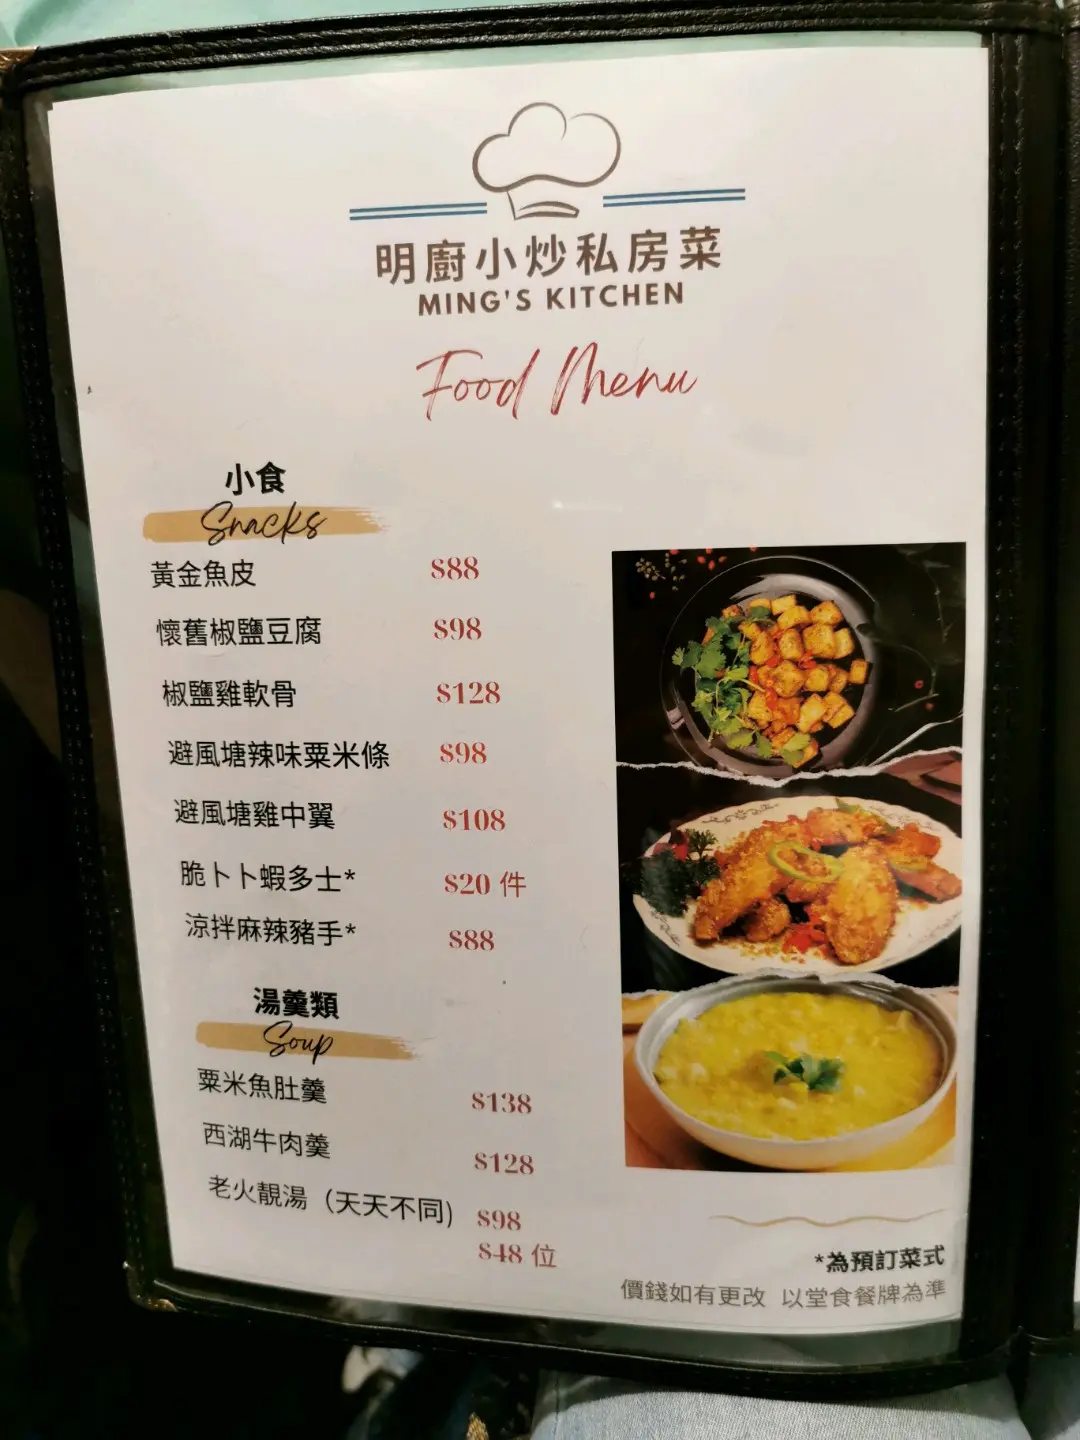 明廚小炒私房菜
MING'S KITCHEN
Food Menu
小食
Snacks
黃金魚皮 $88
懷舊椒鹽豆腐 $98
椒鹽雞軟骨 $128
避風塘辣味粟米條 $98
避風塘雞中翼 $108
脆卜卜蝦多士* $20 件
涼拌麻辣豬手* $88
湯羹類
Soup
粟米魚肚羹 $138
西湖牛肉羹 $128
老火靚湯（天天不同) $98
$48 位
*為預訂菜式
價錢如有更改 以堂食餐牌為準